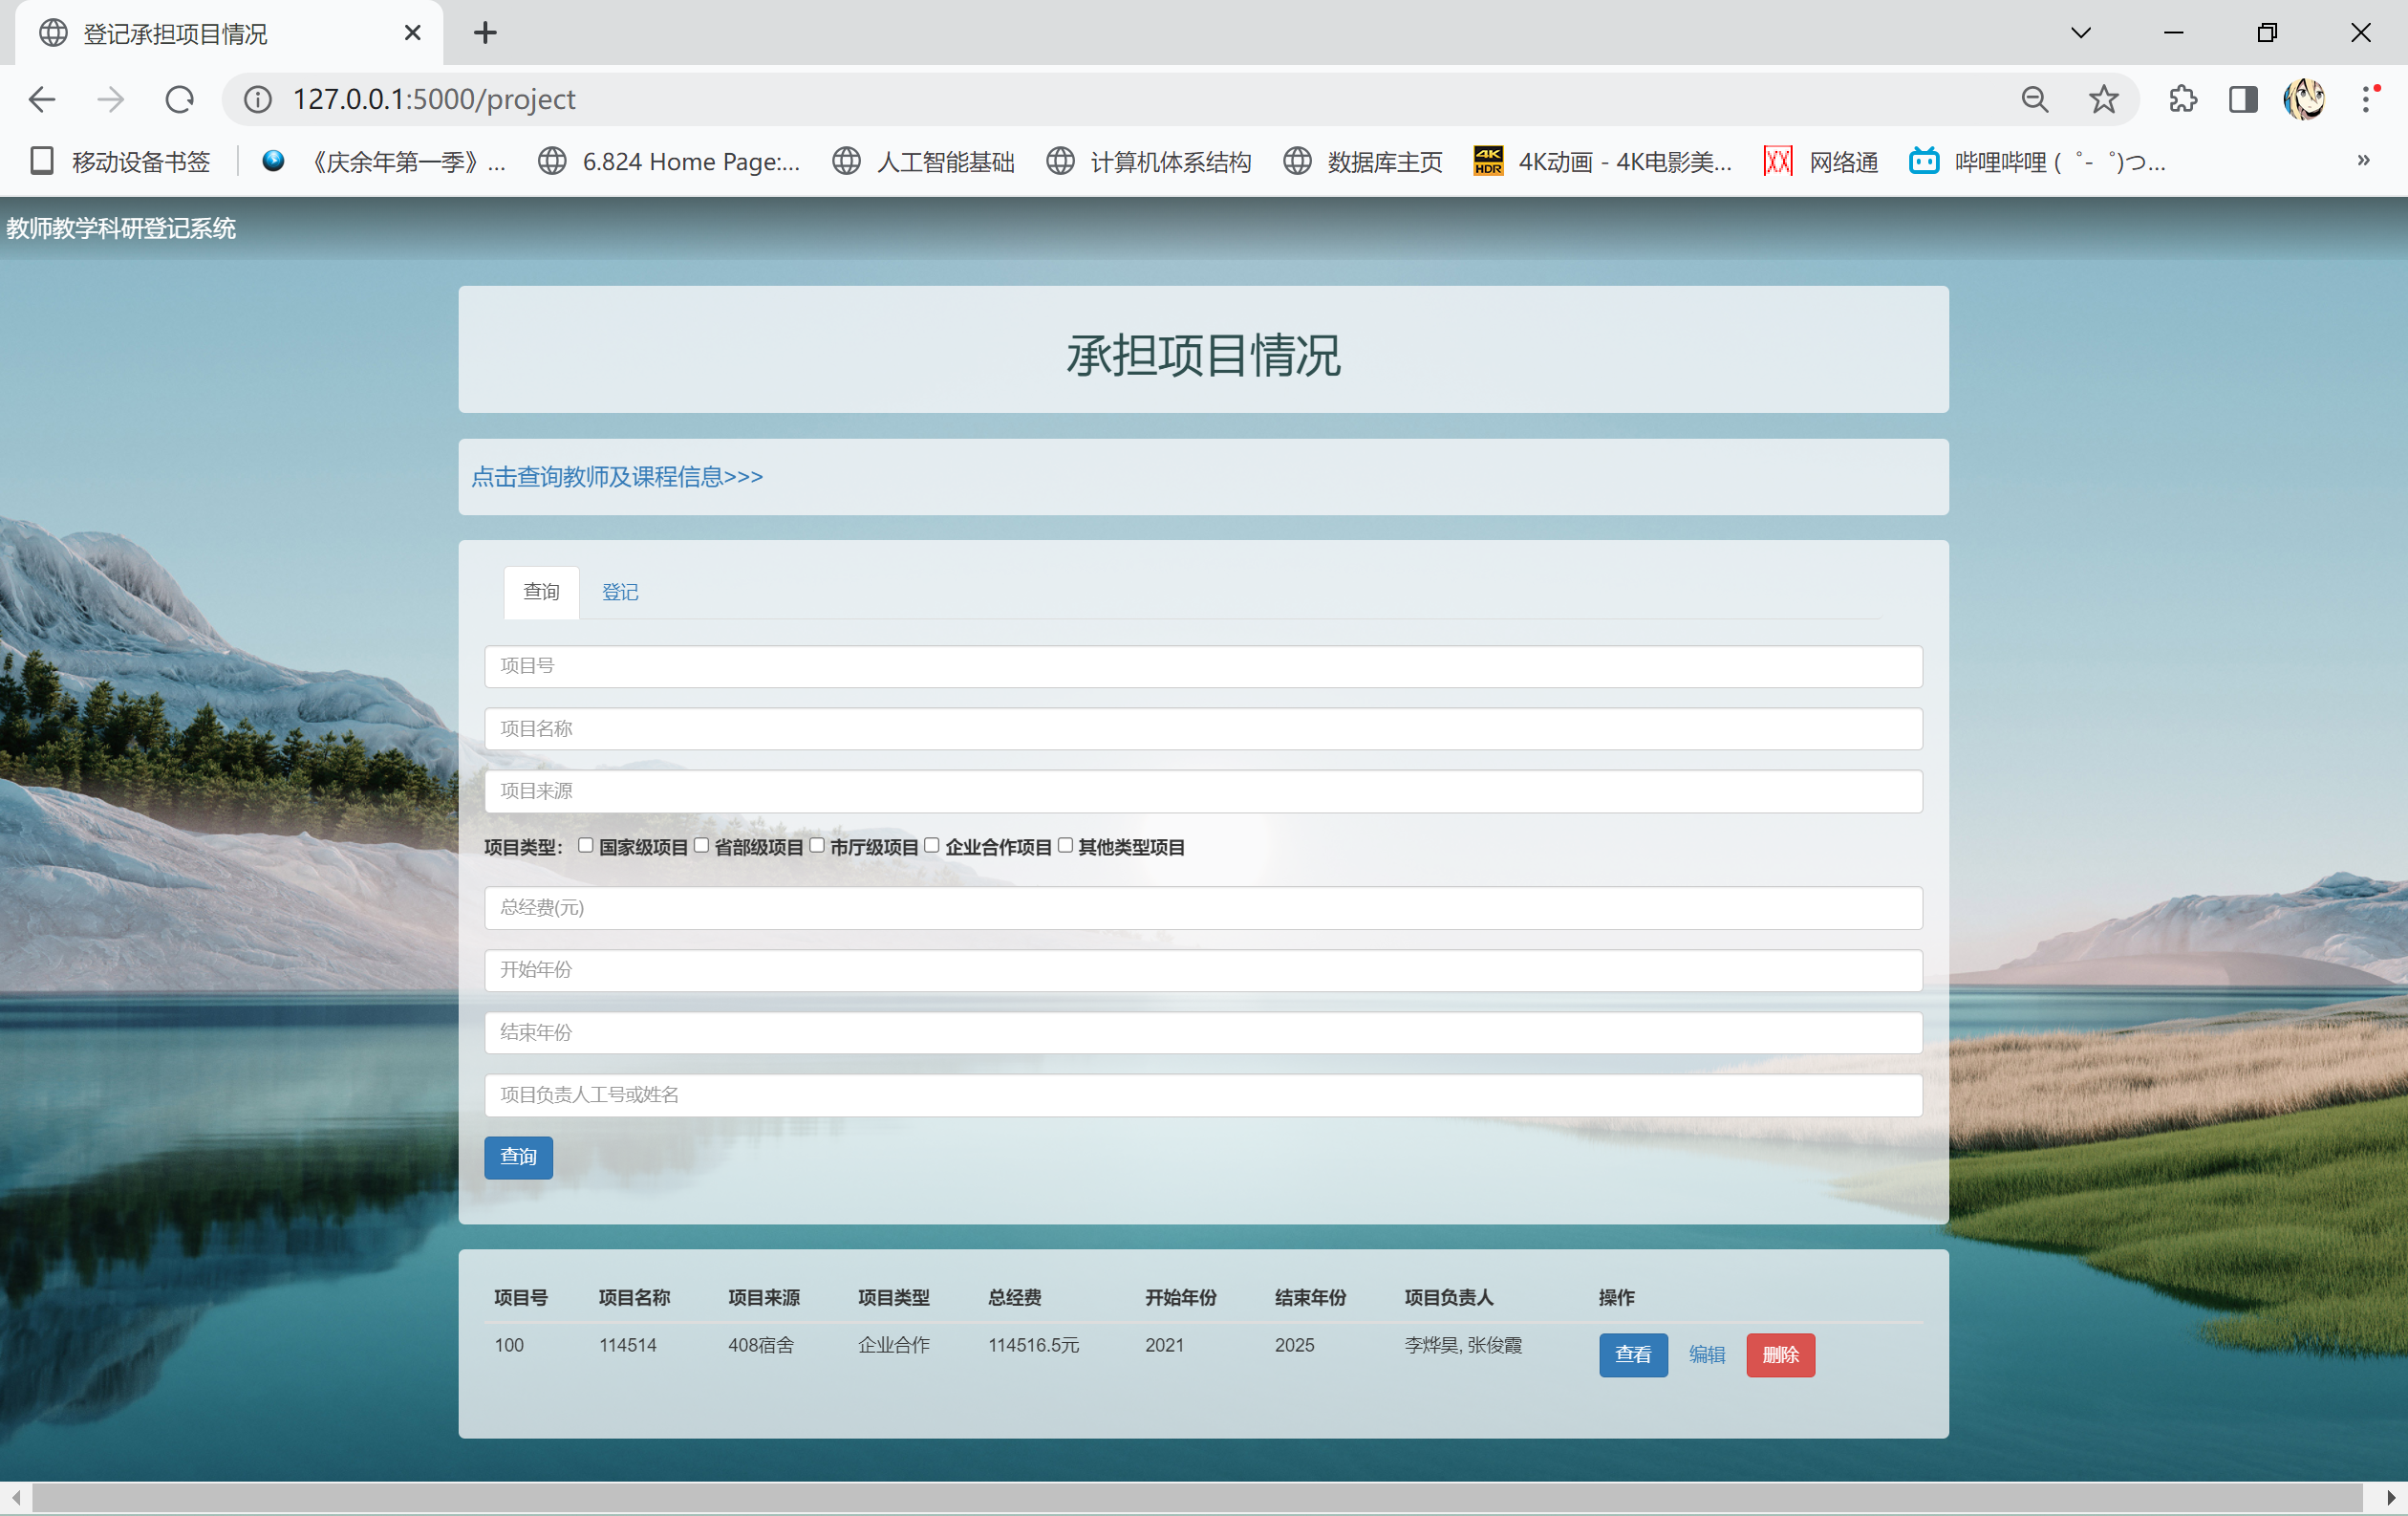 登记承担项目情况
127.0.0.1:5000/project
移动设备书签 《庆余年第一季》... 6.824 Home Page:... 人工智能基础 计算机体系结构 数据库主页 4K HDR 4K动画 - 4K电影美... 网络通 哔哩哔哩 ( ゜- ゜)つ...
教师教学科研登记系统
承担项目情况
点击查询教师及课程信息>>>
查询 登记
项目号
项目名称
项目来源
项目类型: 国家级项目 省部级项目 市厅级项目 企业合作项目 其他类型项目
总经费(元)
开始年份
结束年份
项目负责人工号或姓名
查询
项目号 项目名称 项目来源 项目类型 总经费 开始年份 结束年份 项目负责人 操作
100 114514 408宿舍 企业合作 114516.5元 2021 2025 李烨昊, 张俊霞 查看 编辑 删除